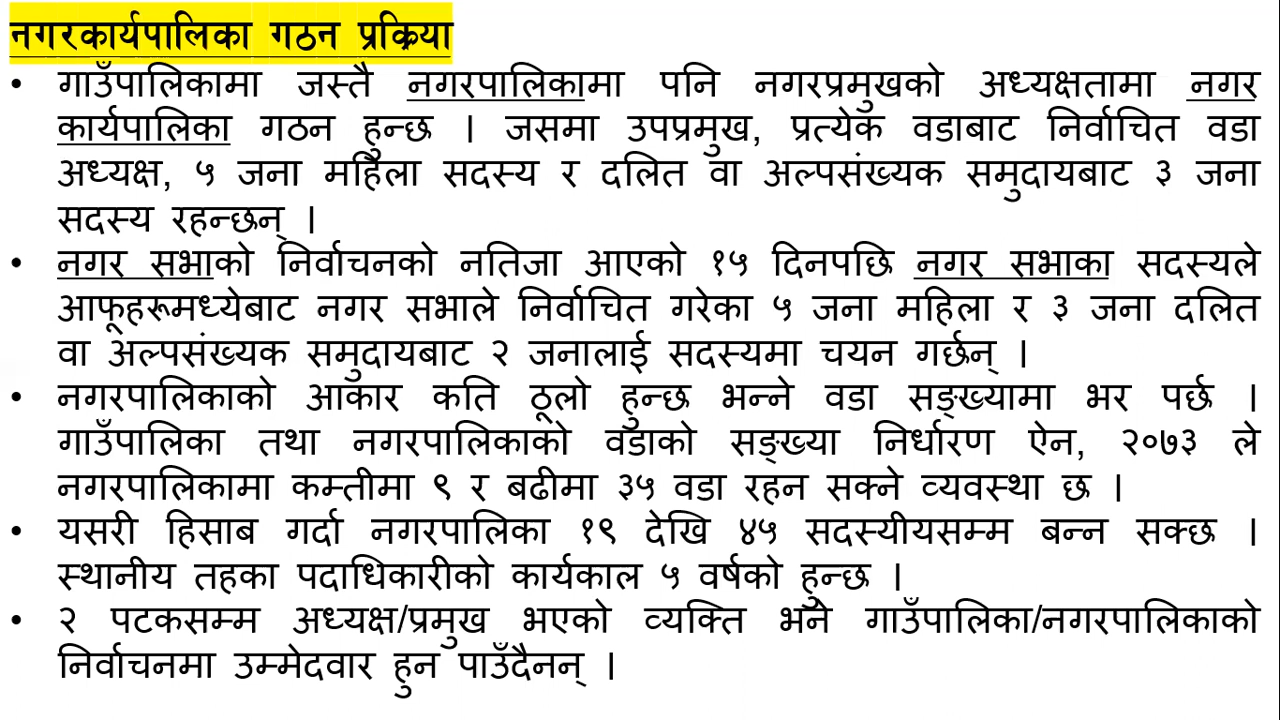 नगरकार्यपालिका गठन प्रकिया
• गाउँपालिकामा जस्तै नगरपालिकामा पनि नगरप्रमुखको अध्यक्षतामा नगर
कार्यपालिका गठन हुन्छ । जसमा उपप्रमुख, प्रत्येक वडाबाट निर्वाचित वडा
अध्यक्ष, ५ जना महिला सदस्य र दलित वा अल्पसंख्यक समुदायबाट ३ जना
सदस्य रहन्छन् ।
• नगर सभाको निर्वाचनको नतिजा आएको १५ दिनपछि नगर सभाका सदस्यले
आफूहरूमध्येबाट नगर सभाले निर्वाचित गरेका ५ जना महिला र ३ जना दलित
वा अल्पसंख्यक समुदायबाट २ जनालाई सदस्यमा चयन गर्छन् ।
• नगरपालिकाको आकार कति ठूलो हुन्छ भन्ने वडा सङ्ख्यामा भर पर्छ ।
गाउँपालिका तथा नगरपालिकाको वडाको सङ्ख्या निर्धारण ऐन, २०७३ ले
नगरपालिकामा कम्तीमा ९ र बढीमा ३५ वडा रहन सक्ने व्यवस्था छ ।
• यसरी हिसाब गर्दा नगरपालिका १९ देखि ४५ सदस्यीयसम्म बन्न सक्छ ।
स्थानीय तहका पदाधिकारीको कार्यकाल ५ वर्षको हुन्छ ।
• २ पटकसम्म अध्यक्ष/प्रमुख भएको व्यक्ति भने गाउँपालिका/नगरपालिकाको
निर्वाचनमा उम्मेदवार हुन पाउँदैनन् ।